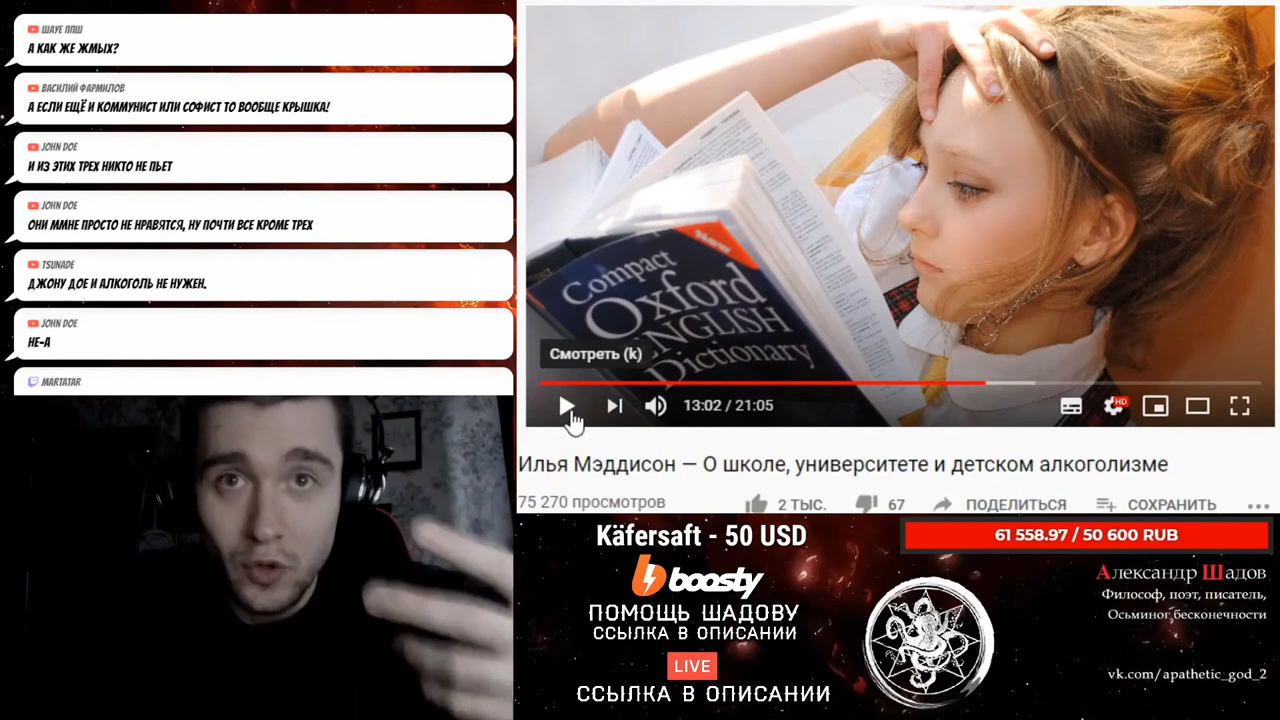 ШАУЕ ППШ
А КАК ЖЕ ЖМЫХ?
ВАСИЛИЙ ФАРМИЛОВ
А ЕСЛИ ЕЩЁ И КОММУНИСТ ИЛИ СОФИСТ ТО ВООБЩЕ КРЫШКА!
JOHN DOE
И ИЗ ЭТИХ ТРЕХ НИКТО НЕ ПЬЕТ
JOHN DOE
ОНИ ММНЕ ПРОСТО НЕ НРАВЯТСЯ, НУ ПОЧТИ ВСЕ КРОМЕ ТРЕХ
TSUNADE
ДЖОНУ ДОЕ И АЛКОГОЛЬ НЕ НУЖЕН.
JOHN DOE
НЕ-А
MARTATAR
New
Compact
Oxford
ENGLISH
Dictionary
Смотреть (k)
13:02 / 21:05
HD
Илья Мэддисон — О школе, университете и детском алкоголизме
75 270 просмотров
2 ТЫС.
67
ПОДЕЛИТЬСЯ
СОХРАНИТЬ
Käfersaft - 50 USD
boosty
ПОМОЩЬ ШАДОВУ
ССЫЛКА В ОПИСАНИИ
LIVE
ССЫЛКА В ОПИСАНИИ
61 558.97 / 50 600 RUB
Александр Шадов
Философ, поэт, писатель,
Осьминог бесконечности
vk.com/apathetic_god_2